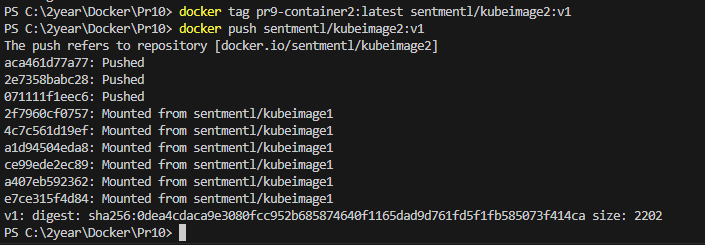 PS C:\2year\Docker\Pr10> docker tag pr9-container2:latest sentmentl/kubeimage2:v1
PS C:\2year\Docker\Pr10> docker push sentmentl/kubeimage2:v1
The push refers to repository [docker.io/sentmentl/kubeimage2]
aca461d77a77: Pushed
2e7358babc28: Pushed
071111f1eec6: Pushed
2f7960cf0757: Mounted from sentmentl/kubeimage1
4c7c561d19ef: Mounted from sentmentl/kubeimage1
a1d94504eda8: Mounted from sentmentl/kubeimage1
ce99ede2ec89: Mounted from sentmentl/kubeimage1
a407eb592362: Mounted from sentmentl/kubeimage1
e7ce315f4d84: Mounted from sentmentl/kubeimage1
v1: digest: sha256:0dea4cdaca9e3080fcc952b685874640f1165dad9d761fd5f1fb585073f414ca size: 2202
PS C:\2year\Docker\Pr10>